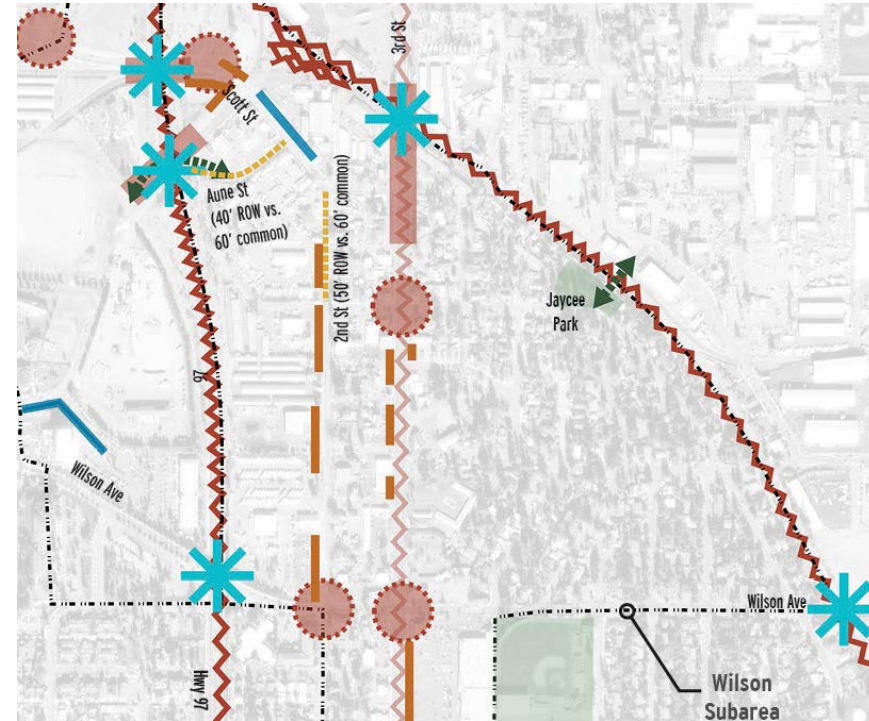 3rd St
Scott St
Aune St
(40' ROW vs.
60' common)
2nd St (50' ROW vs. 60' common)
Jaycee
Park
97
Wilson Ave
Wilson Ave
Hwy 97
Wilson
Subarea